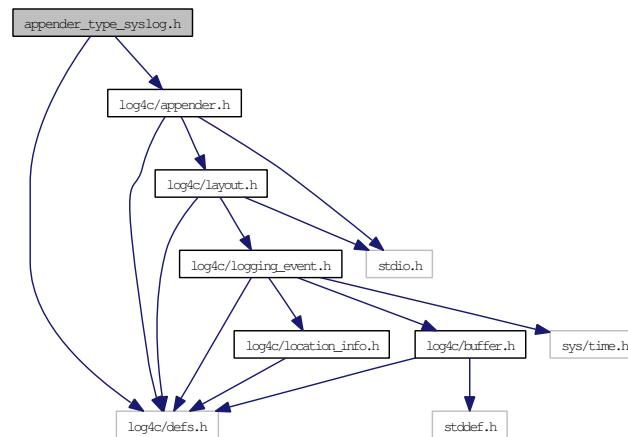 appender_type_syslog.h
log4c/appender.h
log4c/layout.h
log4c/logging_event.h
stdio.h
log4c/location_info.h
log4c/buffer.h
sys/time.h
log4c/defs.h
stddef.h